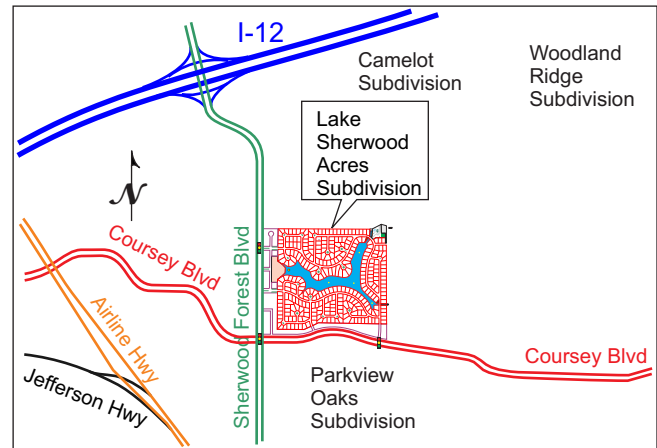 I-12
Camelot
Subdivision
Woodland
Ridge
Subdivision
Lake
Sherwood
Acres
Subdivision
N
Coursey Blvd
Sherwood Forest Blvd
Airline Hwy
Jefferson Hwy
Coursey Blvd
Parkview
Oaks
Subdivision